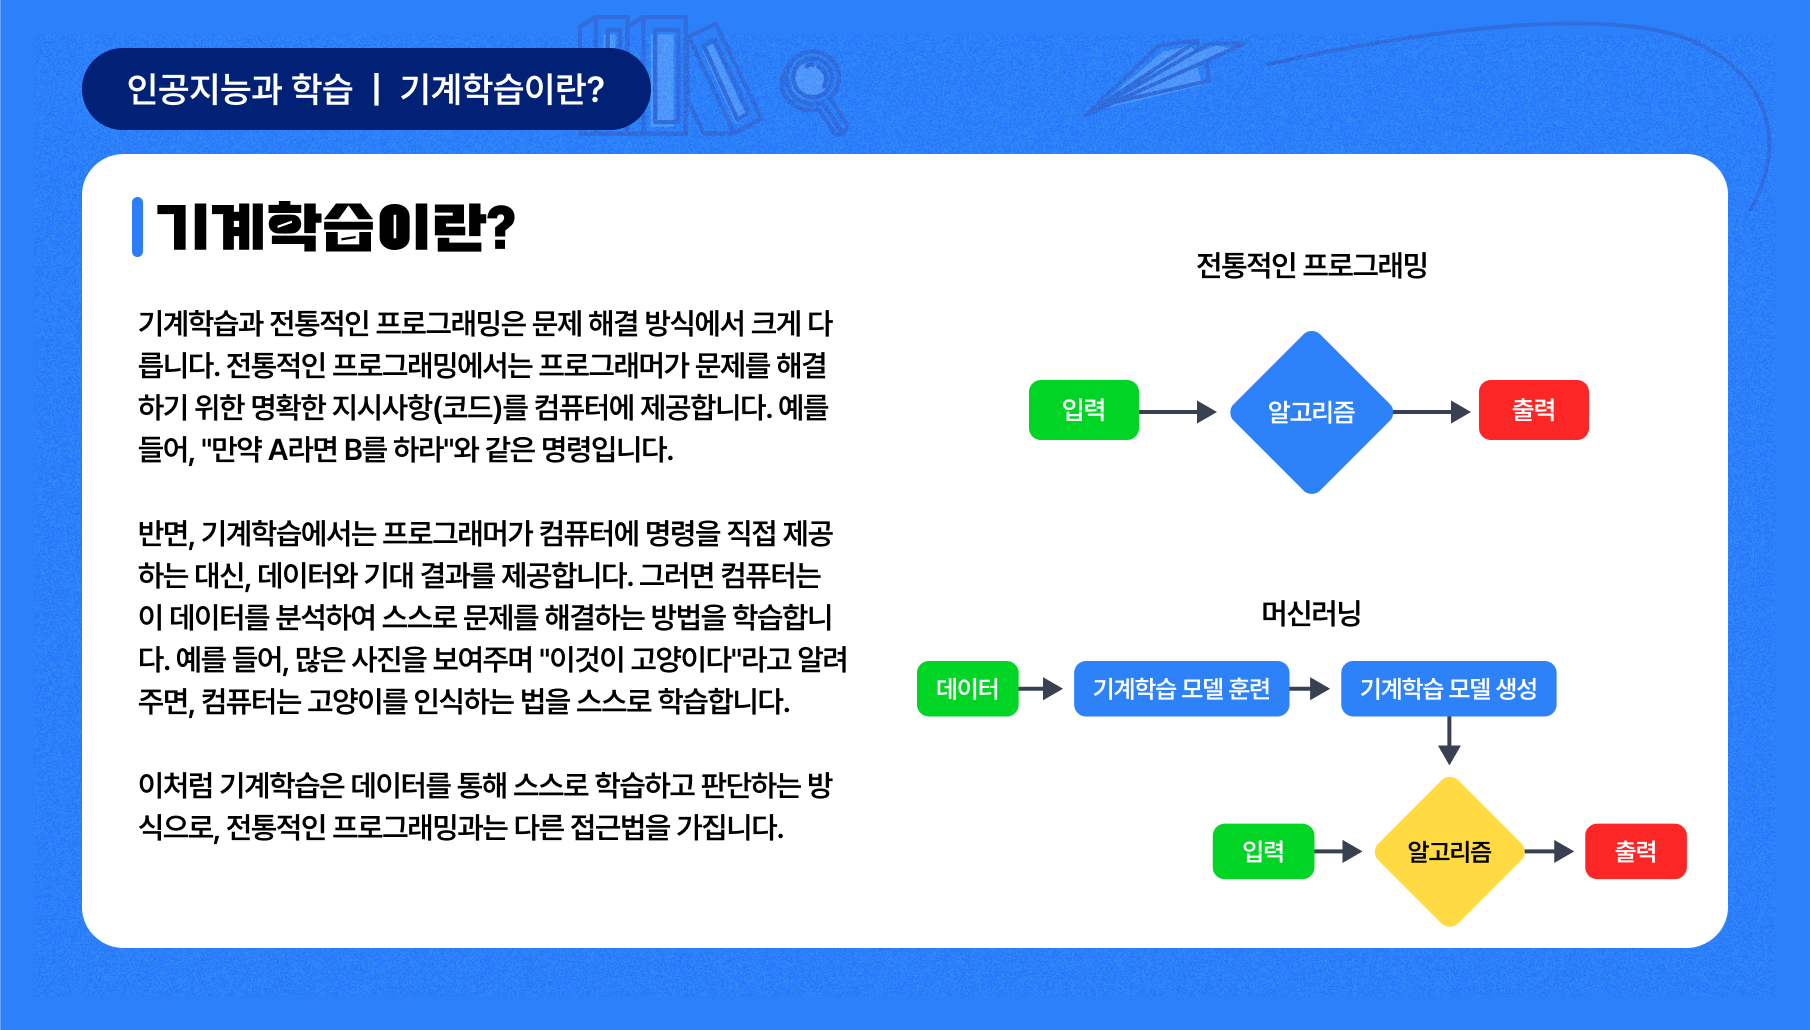 인공지능과 학습 | 기계학습이란?
기계학습이란?
기계학습과 전통적인 프로그래밍은 문제 해결 방식에서 크게 다
릅니다. 전통적인 프로그래밍에서는 프로그래머가 문제를 해결
하기 위한 명확한 지시사항(코드)를 컴퓨터에 제공합니다. 예를
들어, "만약 A라면 B를 하라"와 같은 명령입니다.
반면, 기계학습에서는 프로그래머가 컴퓨터에 명령을 직접 제공
하는 대신, 데이터와 기대 결과를 제공합니다. 그러면 컴퓨터는
이 데이터를 분석하여 스스로 문제를 해결하는 방법을 학습합니
다. 예를 들어, 많은 사진을 보여주며 "이것이 고양이다"라고 알려
주면, 컴퓨터는 고양이를 인식하는 법을 스스로 학습합니다.
이처럼 기계학습은 데이터를 통해 스스로 학습하고 판단하는 방
식으로, 전통적인 프로그래밍과는 다른 접근법을 가집니다.
전통적인 프로그래밍
입력
알고리즘
출력
머신러닝
데이터
기계학습 모델 훈련
기계학습 모델 생성
입력
알고리즘
출력